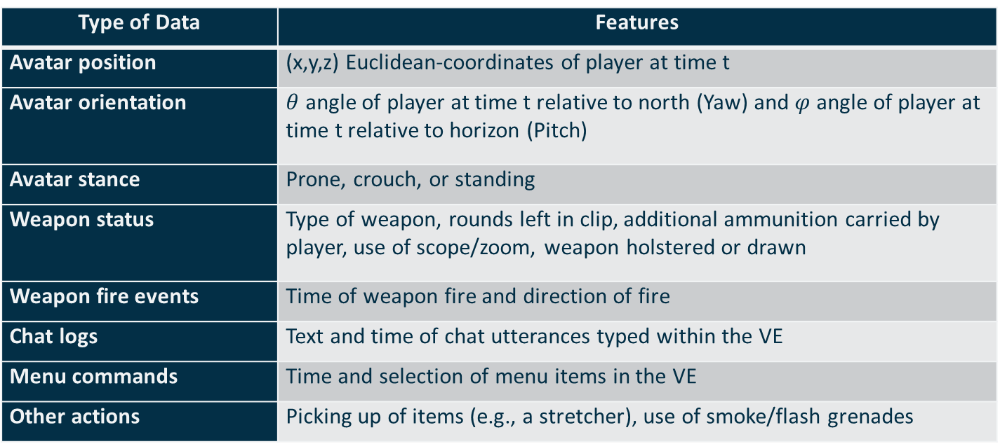 Type of Data Features
Avatar position (x,y,z) Euclidean-coordinates of player at time t
Avatar orientation θ angle of player at time t relative to north (Yaw) and φ angle of player at
time t relative to horizon (Pitch)
Avatar stance Prone, crouch, or standing
Weapon status Type of weapon, rounds left in clip, additional ammunition carried by
player, use of scope/zoom, weapon holstered or drawn
Weapon fire events Time of weapon fire and direction of fire
Chat logs Text and time of chat utterances typed within the VE
Menu commands Time and selection of menu items in the VE
Other actions Picking up of items (e.g., a stretcher), use of smoke/flash grenades